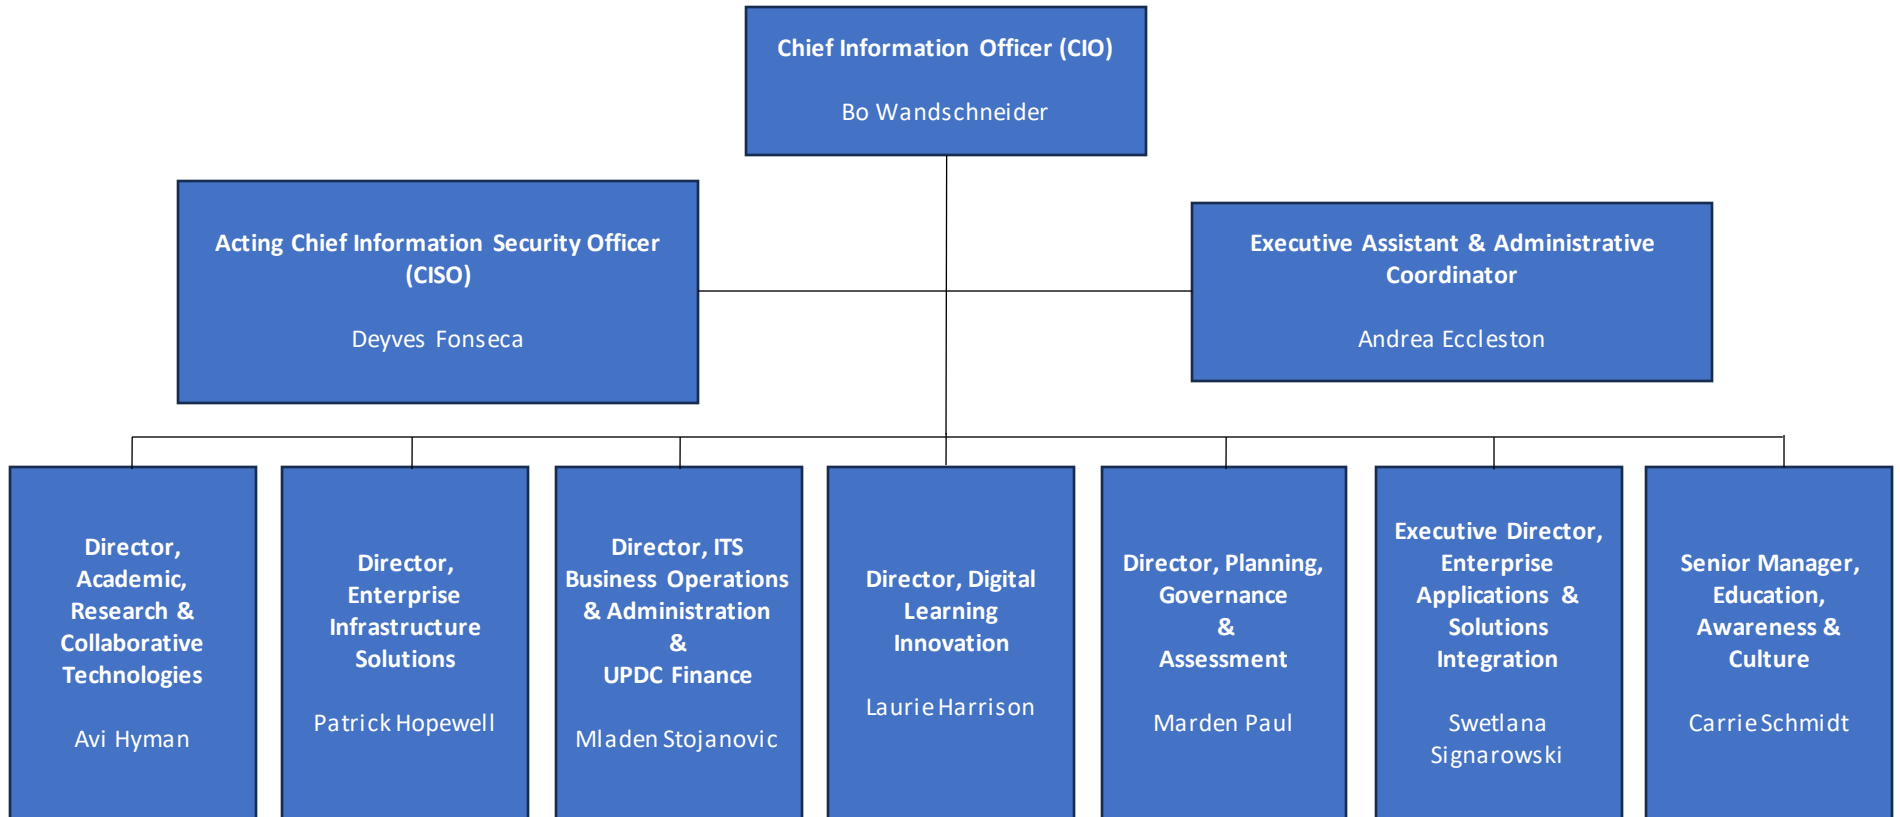 Chief Information Officer (CIO)
Bo Wandschneider
Acting Chief Information Security Officer
(CISO)
Deyves Fonseca
Executive Assistant & Administrative
Coordinator
Andrea Eccleston
Director,
Academic,
Research &
Collaborative
Technologies
Avi Hyman
Director,
Enterprise
Infrastructure
Solutions
Patrick Hopewell
Director, ITS
Business Operations
& Administration
&
UPDC Finance
Mladen Stojanovic
Director, Digital
Learning
Innovation
Laurie Harrison
Director, Planning,
Governance
&
Assessment
Marden Paul
Executive Director,
Enterprise
Applications &
Solutions
Integration
Swetlana
Signarowski
Senior Manager,
Education,
Awareness &
Culture
Carrie Schmidt